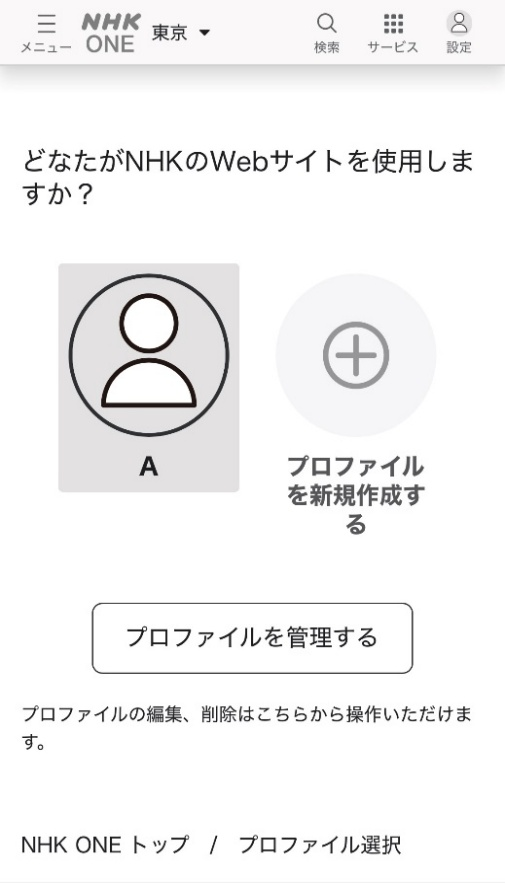 NHK
ONE
東京
メニュー
検索
サービス
設定
どなたがNHKのWebサイトを使用しま
すか？
A
プロファイル
を新規作成す
る
プロファイルを管理する
プロファイルの編集、削除はこちらから操作いただけま
す。
NHK ONE トップ / プロファイル選択